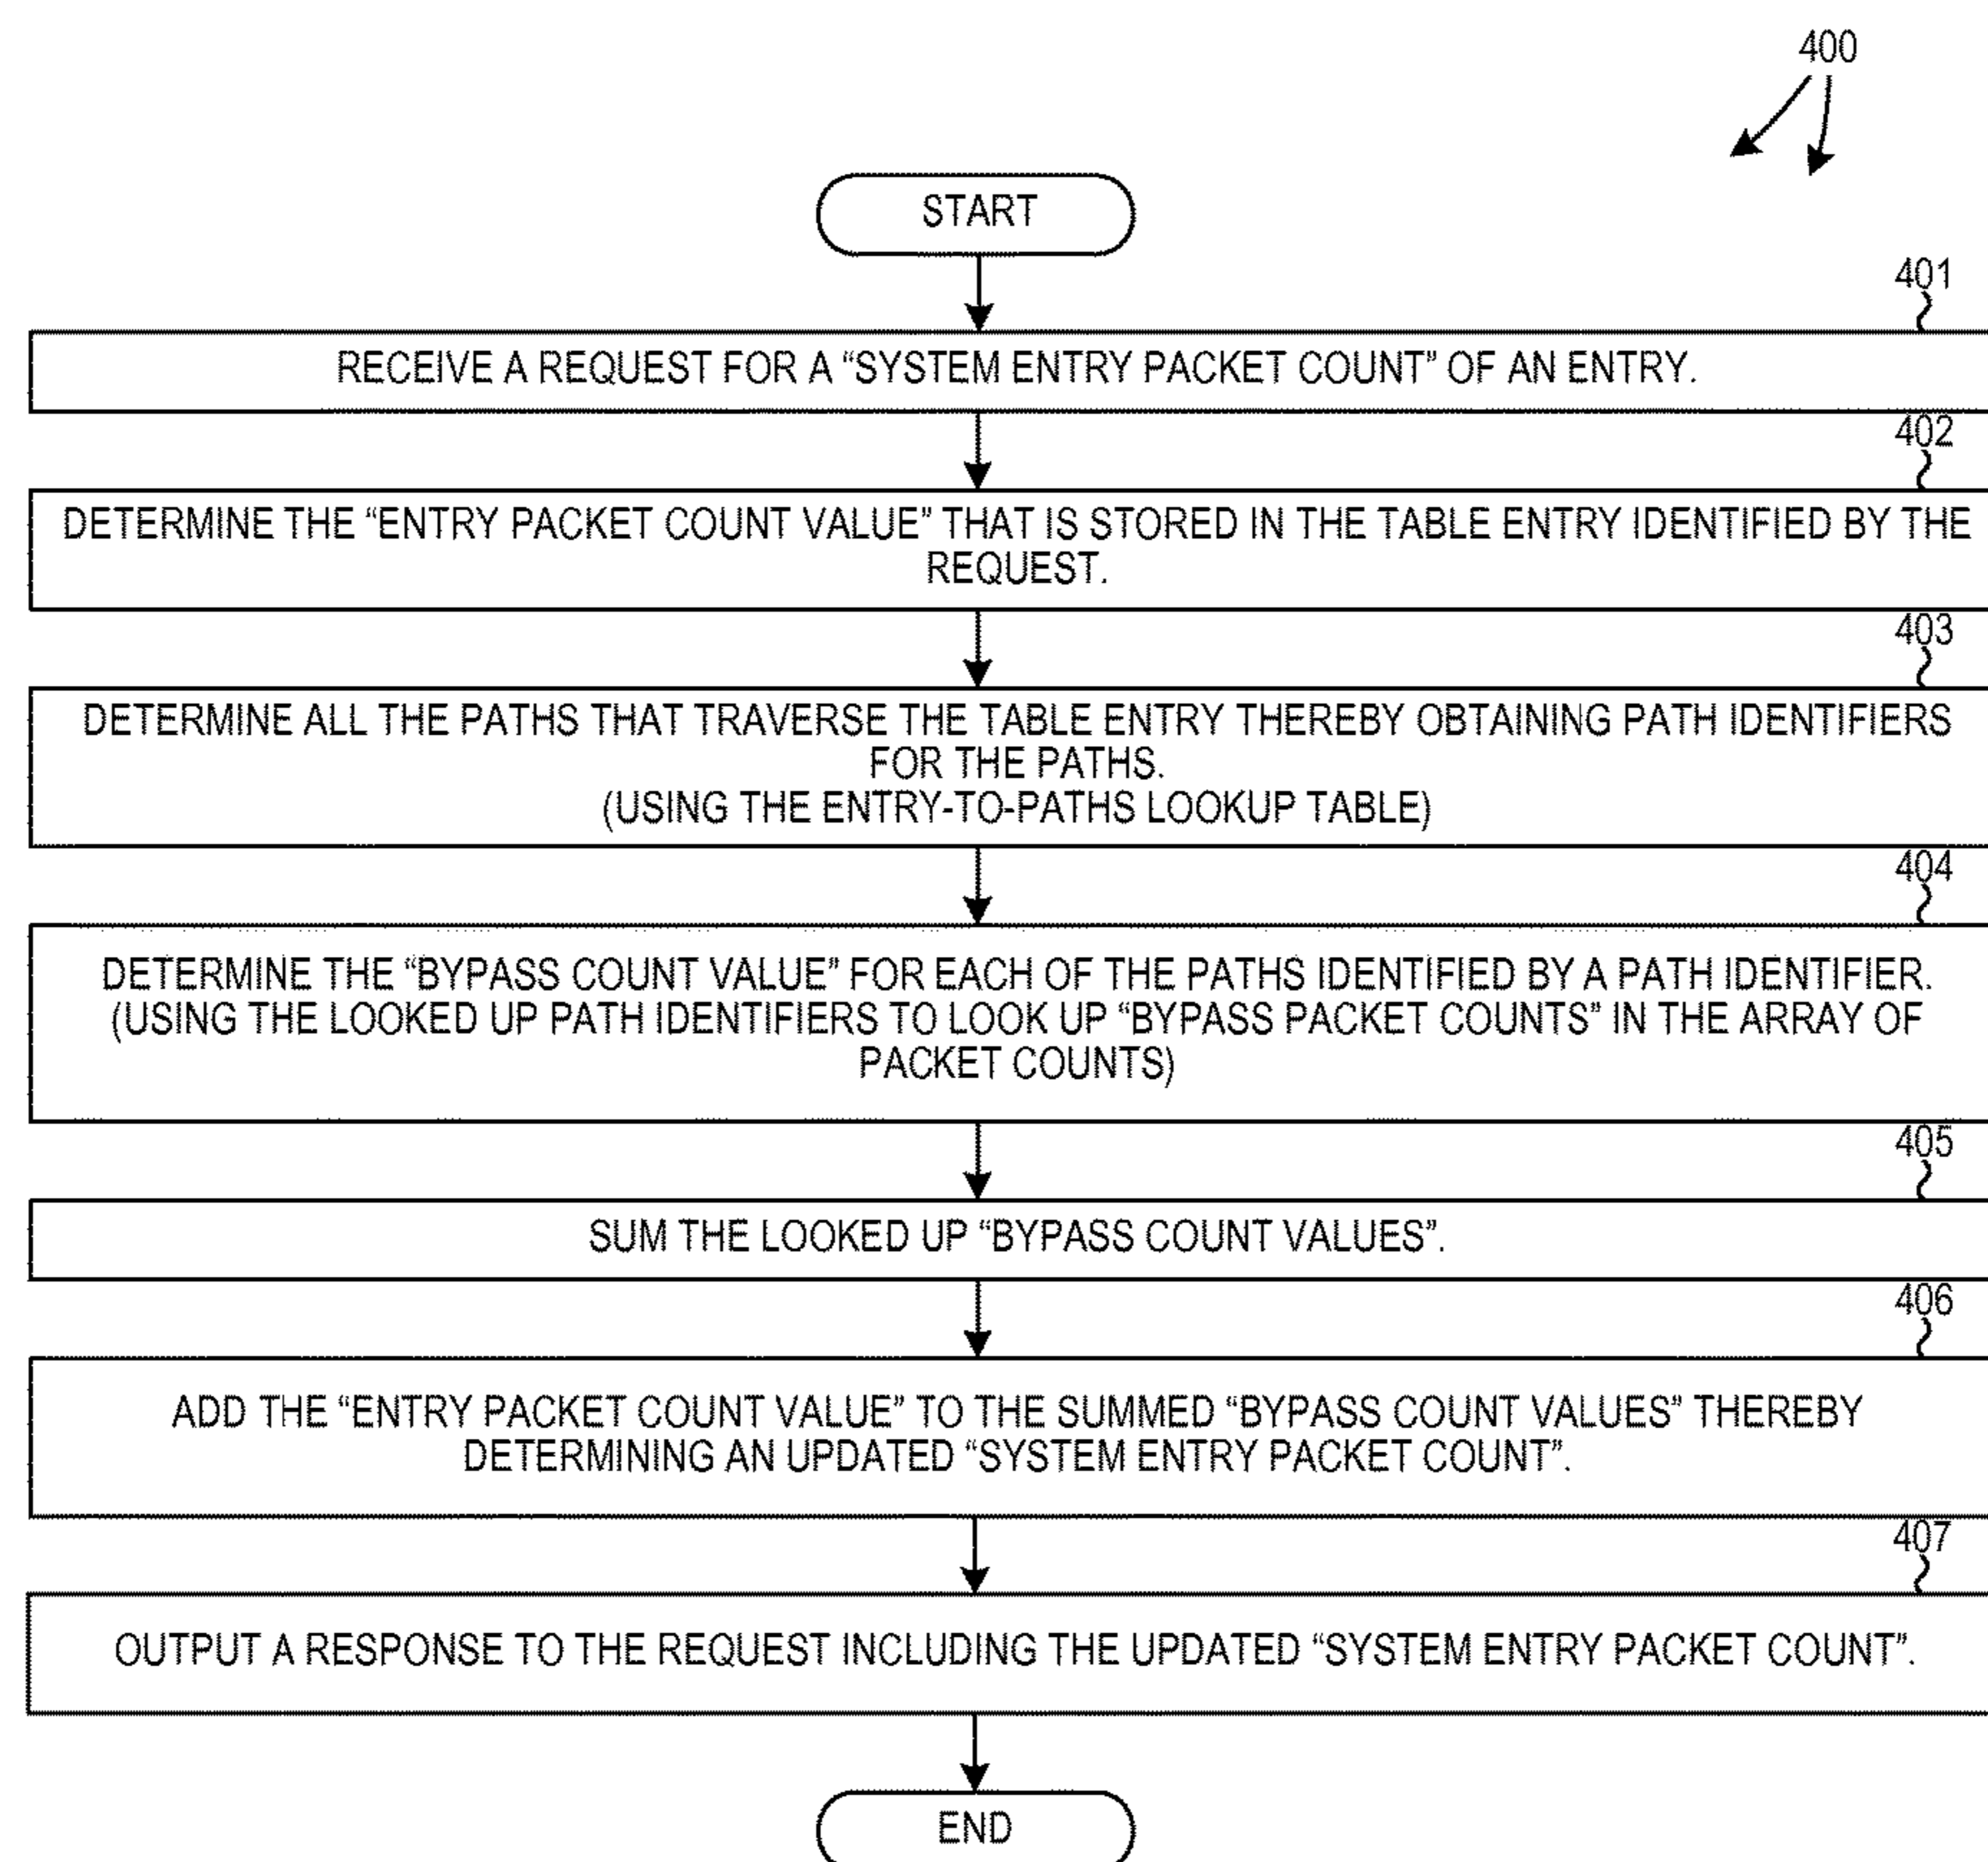 400
START
401
RECEIVE A REQUEST FOR A “SYSTEM ENTRY PACKET COUNT” OF AN ENTRY.
402
DETERMINE THE “ENTRY PACKET COUNT VALUE” THAT IS STORED IN THE TABLE ENTRY IDENTIFIED BY THE
REQUEST.
403
DETERMINE ALL THE PATHS THAT TRAVERSE THE TABLE ENTRY THEREBY OBTAINING PATH IDENTIFIERS
FOR THE PATHS.
(USING THE ENTRY-TO-PATHS LOOKUP TABLE)
404
DETERMINE THE “BYPASS COUNT VALUE” FOR EACH OF THE PATHS IDENTIFIED BY A PATH IDENTIFIER.
(USING THE LOOKED UP PATH IDENTIFIERS TO LOOK UP “BYPASS PACKET COUNTS” IN THE ARRAY OF
PACKET COUNTS)
405
SUM THE LOOKED UP “BYPASS COUNT VALUES”.
406
ADD THE “ENTRY PACKET COUNT VALUE” TO THE SUMMED “BYPASS COUNT VALUES” THEREBY
DETERMINING AN UPDATED “SYSTEM ENTRY PACKET COUNT”.
407
OUTPUT A RESPONSE TO THE REQUEST INCLUDING THE UPDATED “SYSTEM ENTRY PACKET COUNT”.
END